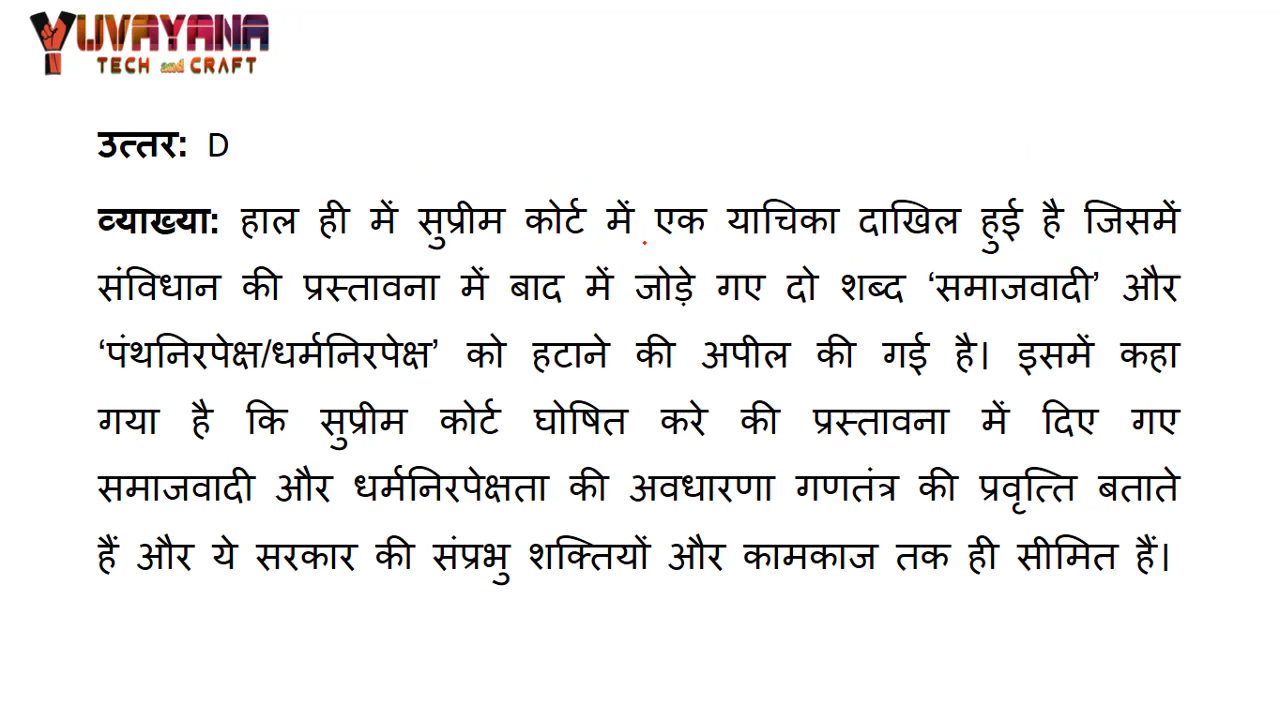 YUVAYANA
TECH and CRAFT
उत्तर: D
व्याख्या: हाल ही में सुप्रीम कोर्ट में एक याचिका दाखिल हुई है जिसमें
संविधान की प्रस्तावना में बाद में जोड़े गए दो शब्द ‘समाजवादी’ और
‘पंथनिरपेक्ष/धर्मनिरपेक्ष’ को हटाने की अपील की गई है। इसमें कहा
गया है कि सुप्रीम कोर्ट घोषित करे की प्रस्तावना में दिए गए
समाजवादी और धर्मनिरपेक्षता की अवधारणा गणतंत्र की प्रवृत्ति बताते
हैं और ये सरकार की संप्रभु शक्तियों और कामकाज तक ही सीमित हैं।